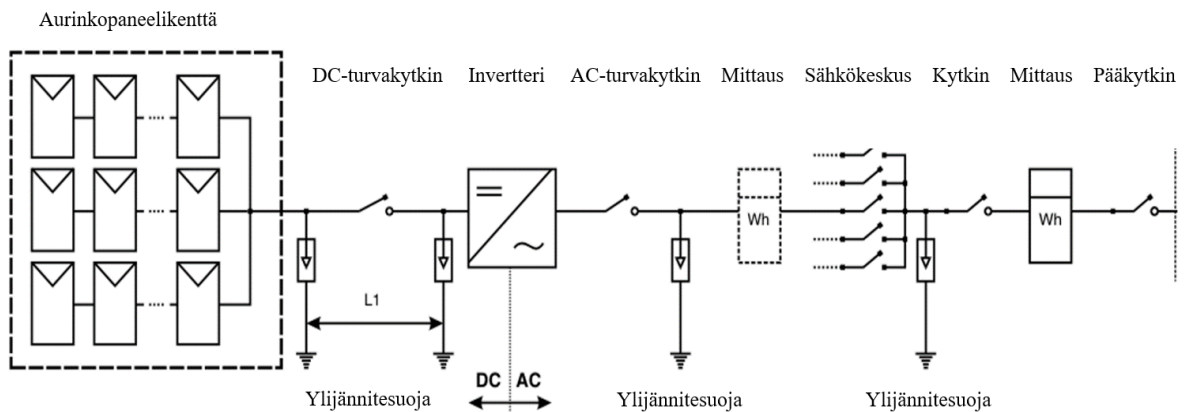 Aurinkopaneelikenttä
DC-turvakytkin
Invertteri
AC-turvakytkin
Mittaus
Sähkökeskus
Kytkin
Mittaus
Pääkytkin
Wh
Wh
L1
DC
AC
Ylijännitesuoja
Ylijännitesuoja
Ylijännitesuoja